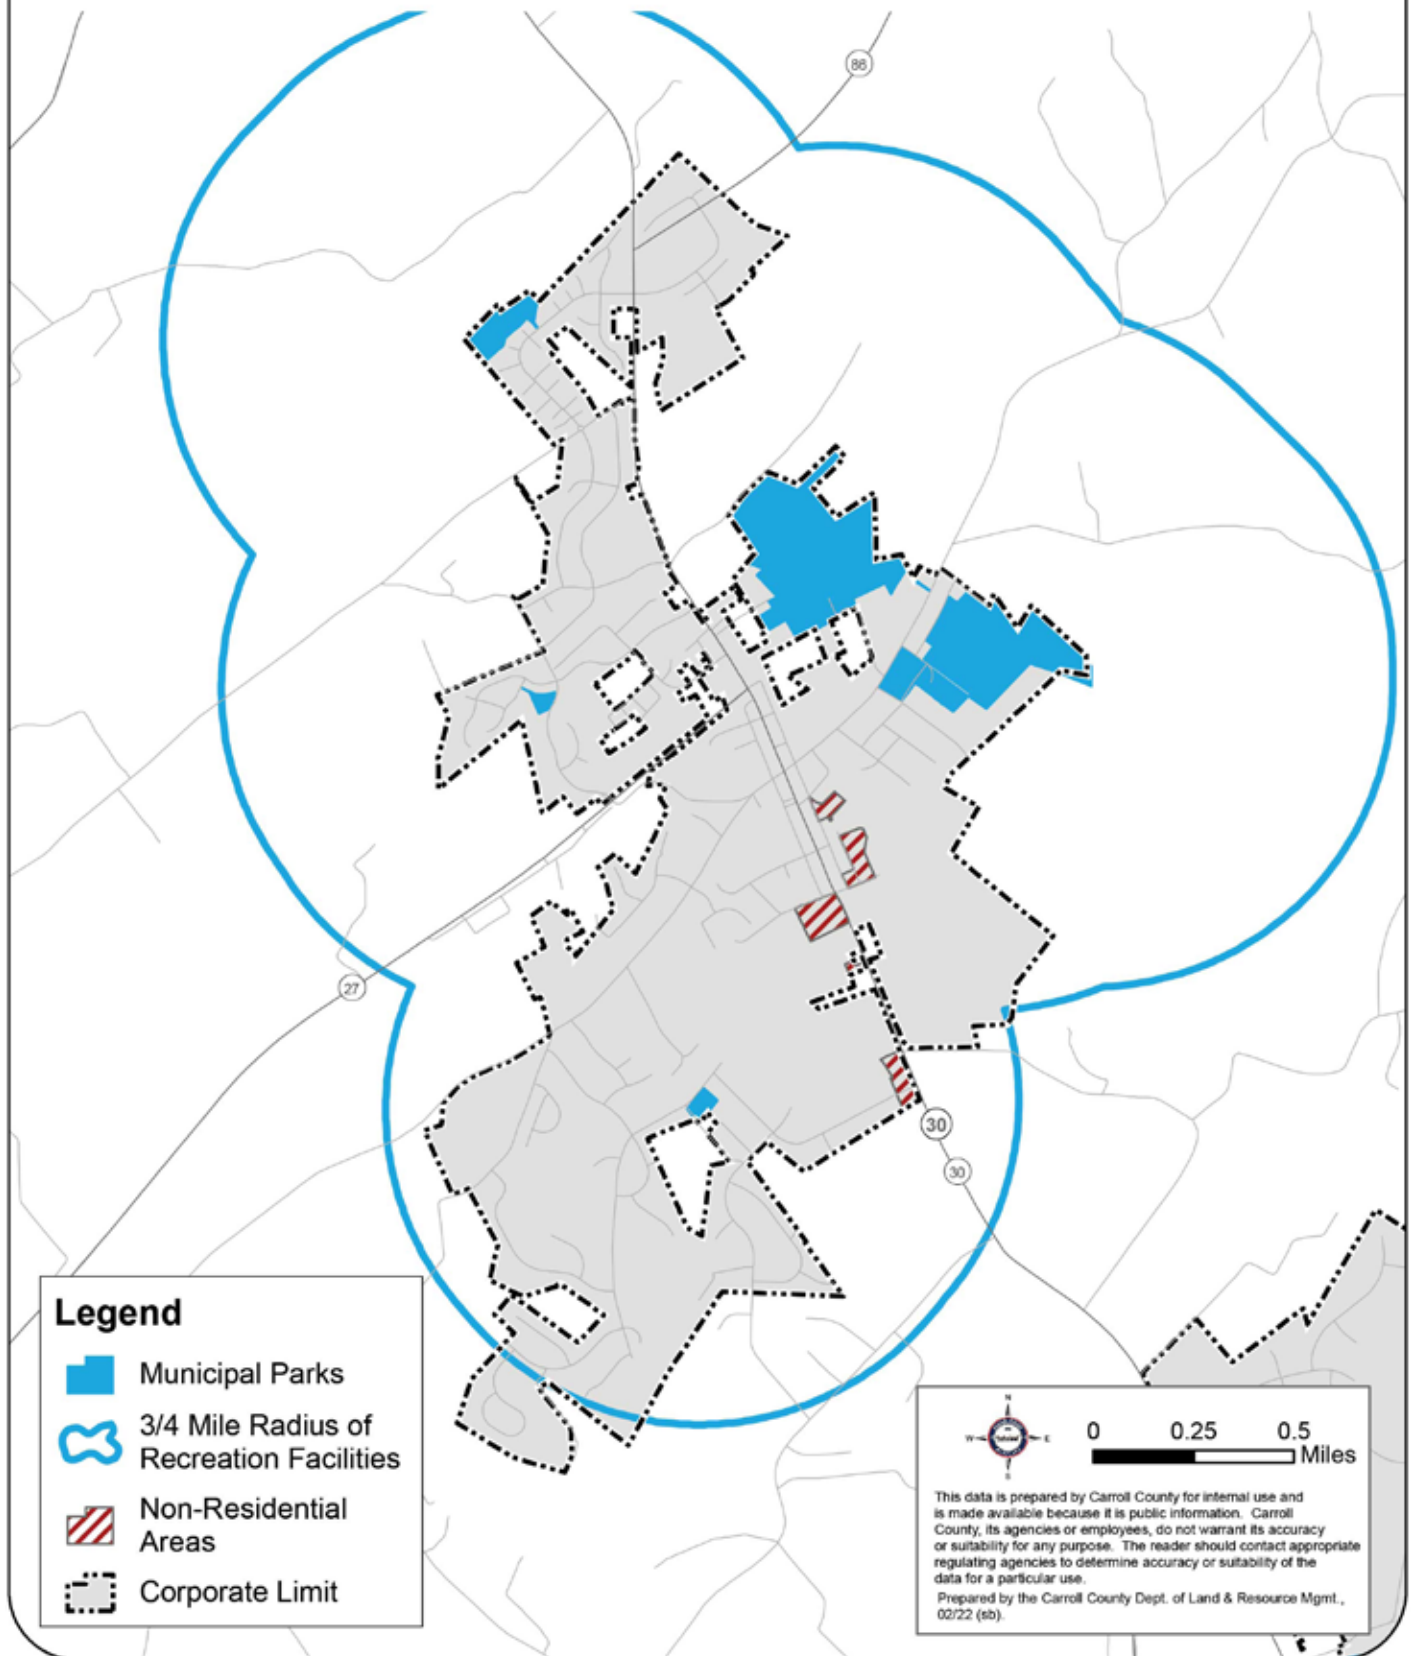 86
27
30
30
Legend
Municipal Parks
3/4 Mile Radius of
Recreation Facilities
Non-Residential
Areas
Corporate Limit
N
W E
S
0 0.25 0.5
Miles
This data is prepared by Carroll County for internal use and
is made available because it is public information. Carroll
County, its agencies or employees, do not warrant its accuracy
or suitability for any purpose. The reader should contact appropriate
regulating agencies to determine accuracy or suitability of the
data for a particular use.
Prepared by the Carroll County Dept. of Land & Resource Mgmt.,
02/22 (sb).